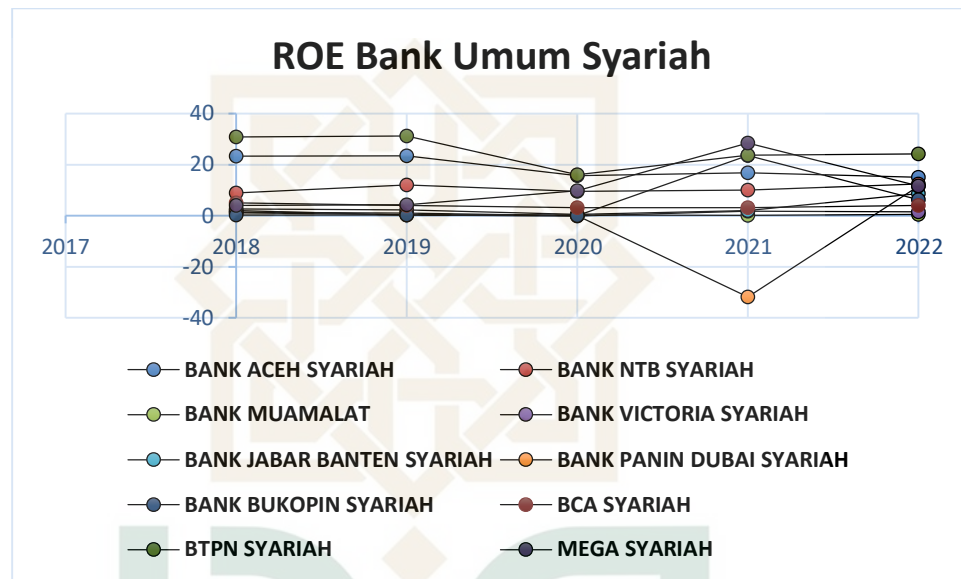 ROE Bank Umum Syariah
40
20
0
2017 2018 2019 2020 2021 2022
-20
-40
BANK ACEH SYARIAH BANK NTB SYARIAH
BANK MUAMALAT BANK VICTORIA SYARIAH
BANK JABAR BANTEN SYARIAH BANK PANIN DUBAI SYARIAH
BANK BUKOPIN SYARIAH BCA SYARIAH
BTPN SYARIAH MEGA SYARIAH